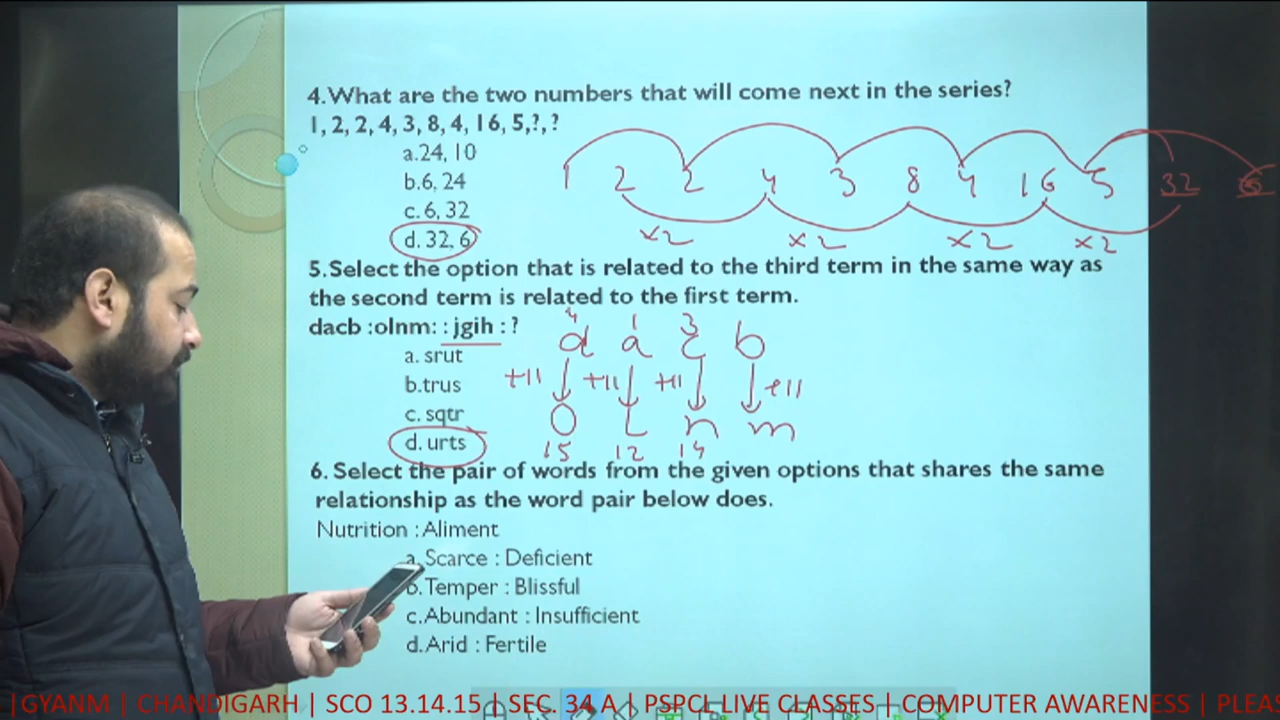 4.What are the two numbers that will come next in the series?
1, 2, 2, 4, 3, 8, 4, 16, 5,?,?
a.24, 10
b.6, 24
c. 6, 32
d. 32, 6
1 2 2 4 3 8 4 16 5 32 6
×2 ×2 ×2 ×2
5.Select the option that is related to the third term in the same way as
the second term is related to the first term.
dacb :olnm: : jgih : ?
4 1 3
d a c b
a. srut
b.trus
c. sqtr
d. urts
+11 +11 +11 +11
O L n m
15 12 14
6. Select the pair of words from the given options that shares the same
relationship as the word pair below does.
Nutrition : Aliment
a. Scarce : Deficient
b. Temper : Blissful
c. Abundant : Insufficient
d. Arid : Fertile
| GYANM | CHANDIGARH | SCO 13.14.15 | SEC. 34 A | PSPCL LIVE CLASSES | COMPUTER AWARENESS |